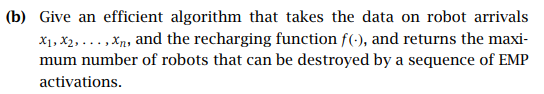 (b) Give an efficient algorithm that takes the data on robot arrivals
x1, x2, . . . , xn, and the recharging function f(·), and returns the maxi-
mum number of robots that can be destroyed by a sequence of EMP
activations.